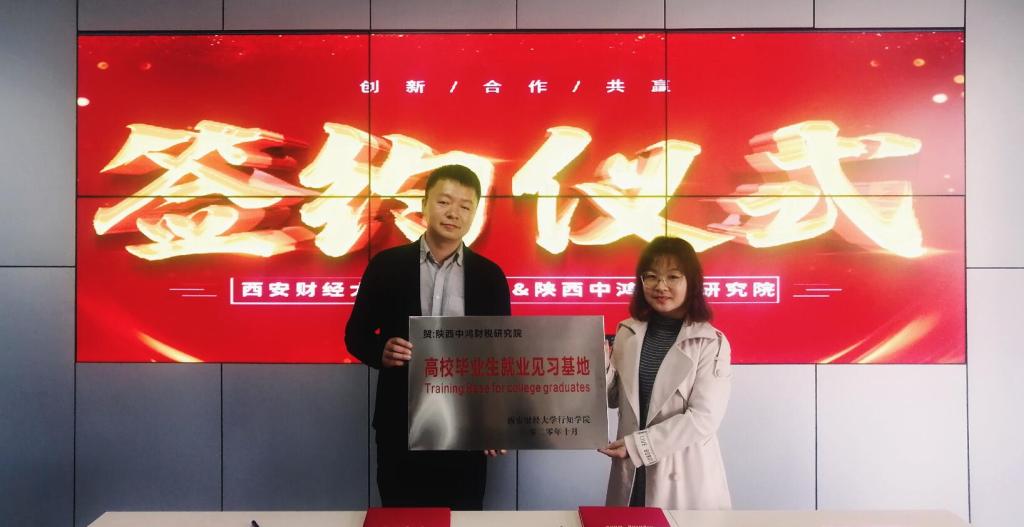 创新/合作/共赢
签约仪式
西安财经大 &陕西中鸿 研究院
贺:陕西中鸿财税研究院
高校毕业生就业见习基地
Training Base for college graduates
西安财经大学行知学院
二〇二〇年十月